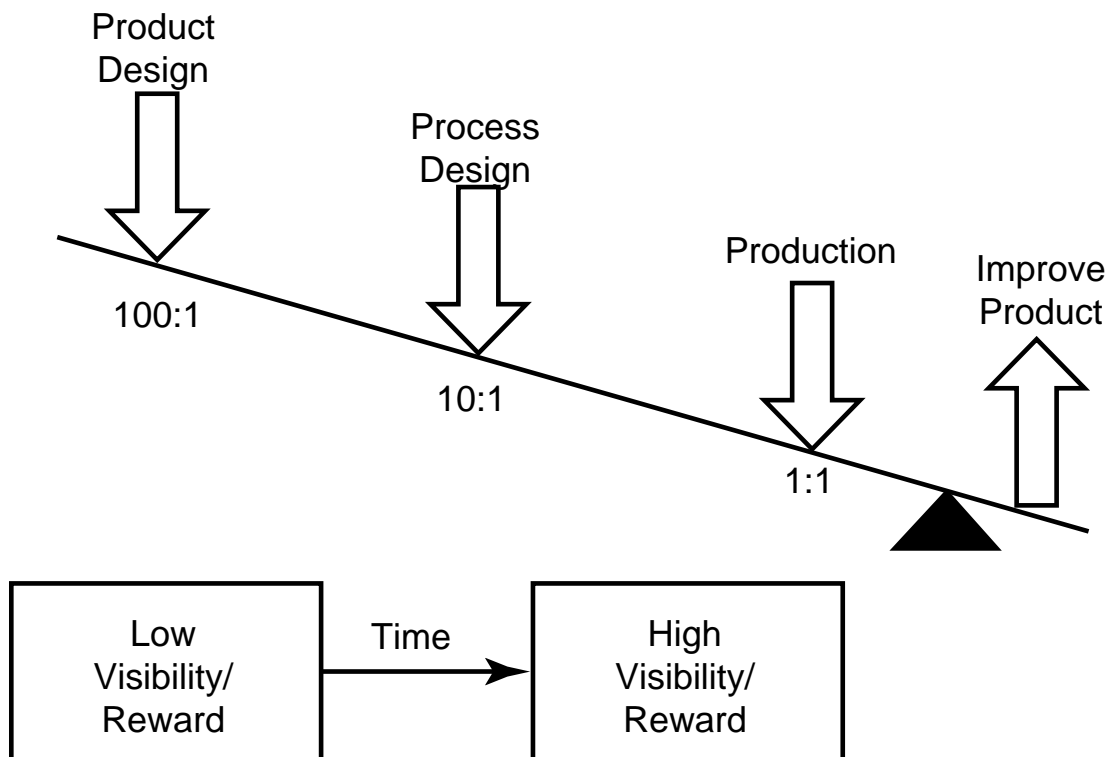 Product
Design
Process
Design
Production
Improve
Product
100:1
10:1
1:1
Low
Visibility/
Reward
Time
High
Visibility/
Reward